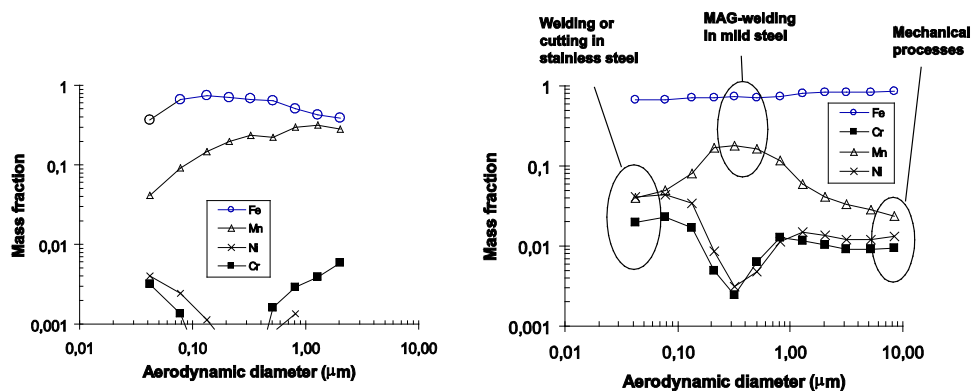 Welding or
cutting in
stainless steel
MAG-welding
in mild steel
Mechanical
processes
1
0,1
0,01
0,001
Mass fraction
Fe
Mn
Ni
Cr
0,01
0,10
1,00
10,00
Aerodynamic diameter (μm)
1
0,1
0,01
0,001
Mass fraction
Fe
Cr
Mn
Ni
0,01
0,10
1,00
10,00
Aerodynamic diameter (μm)